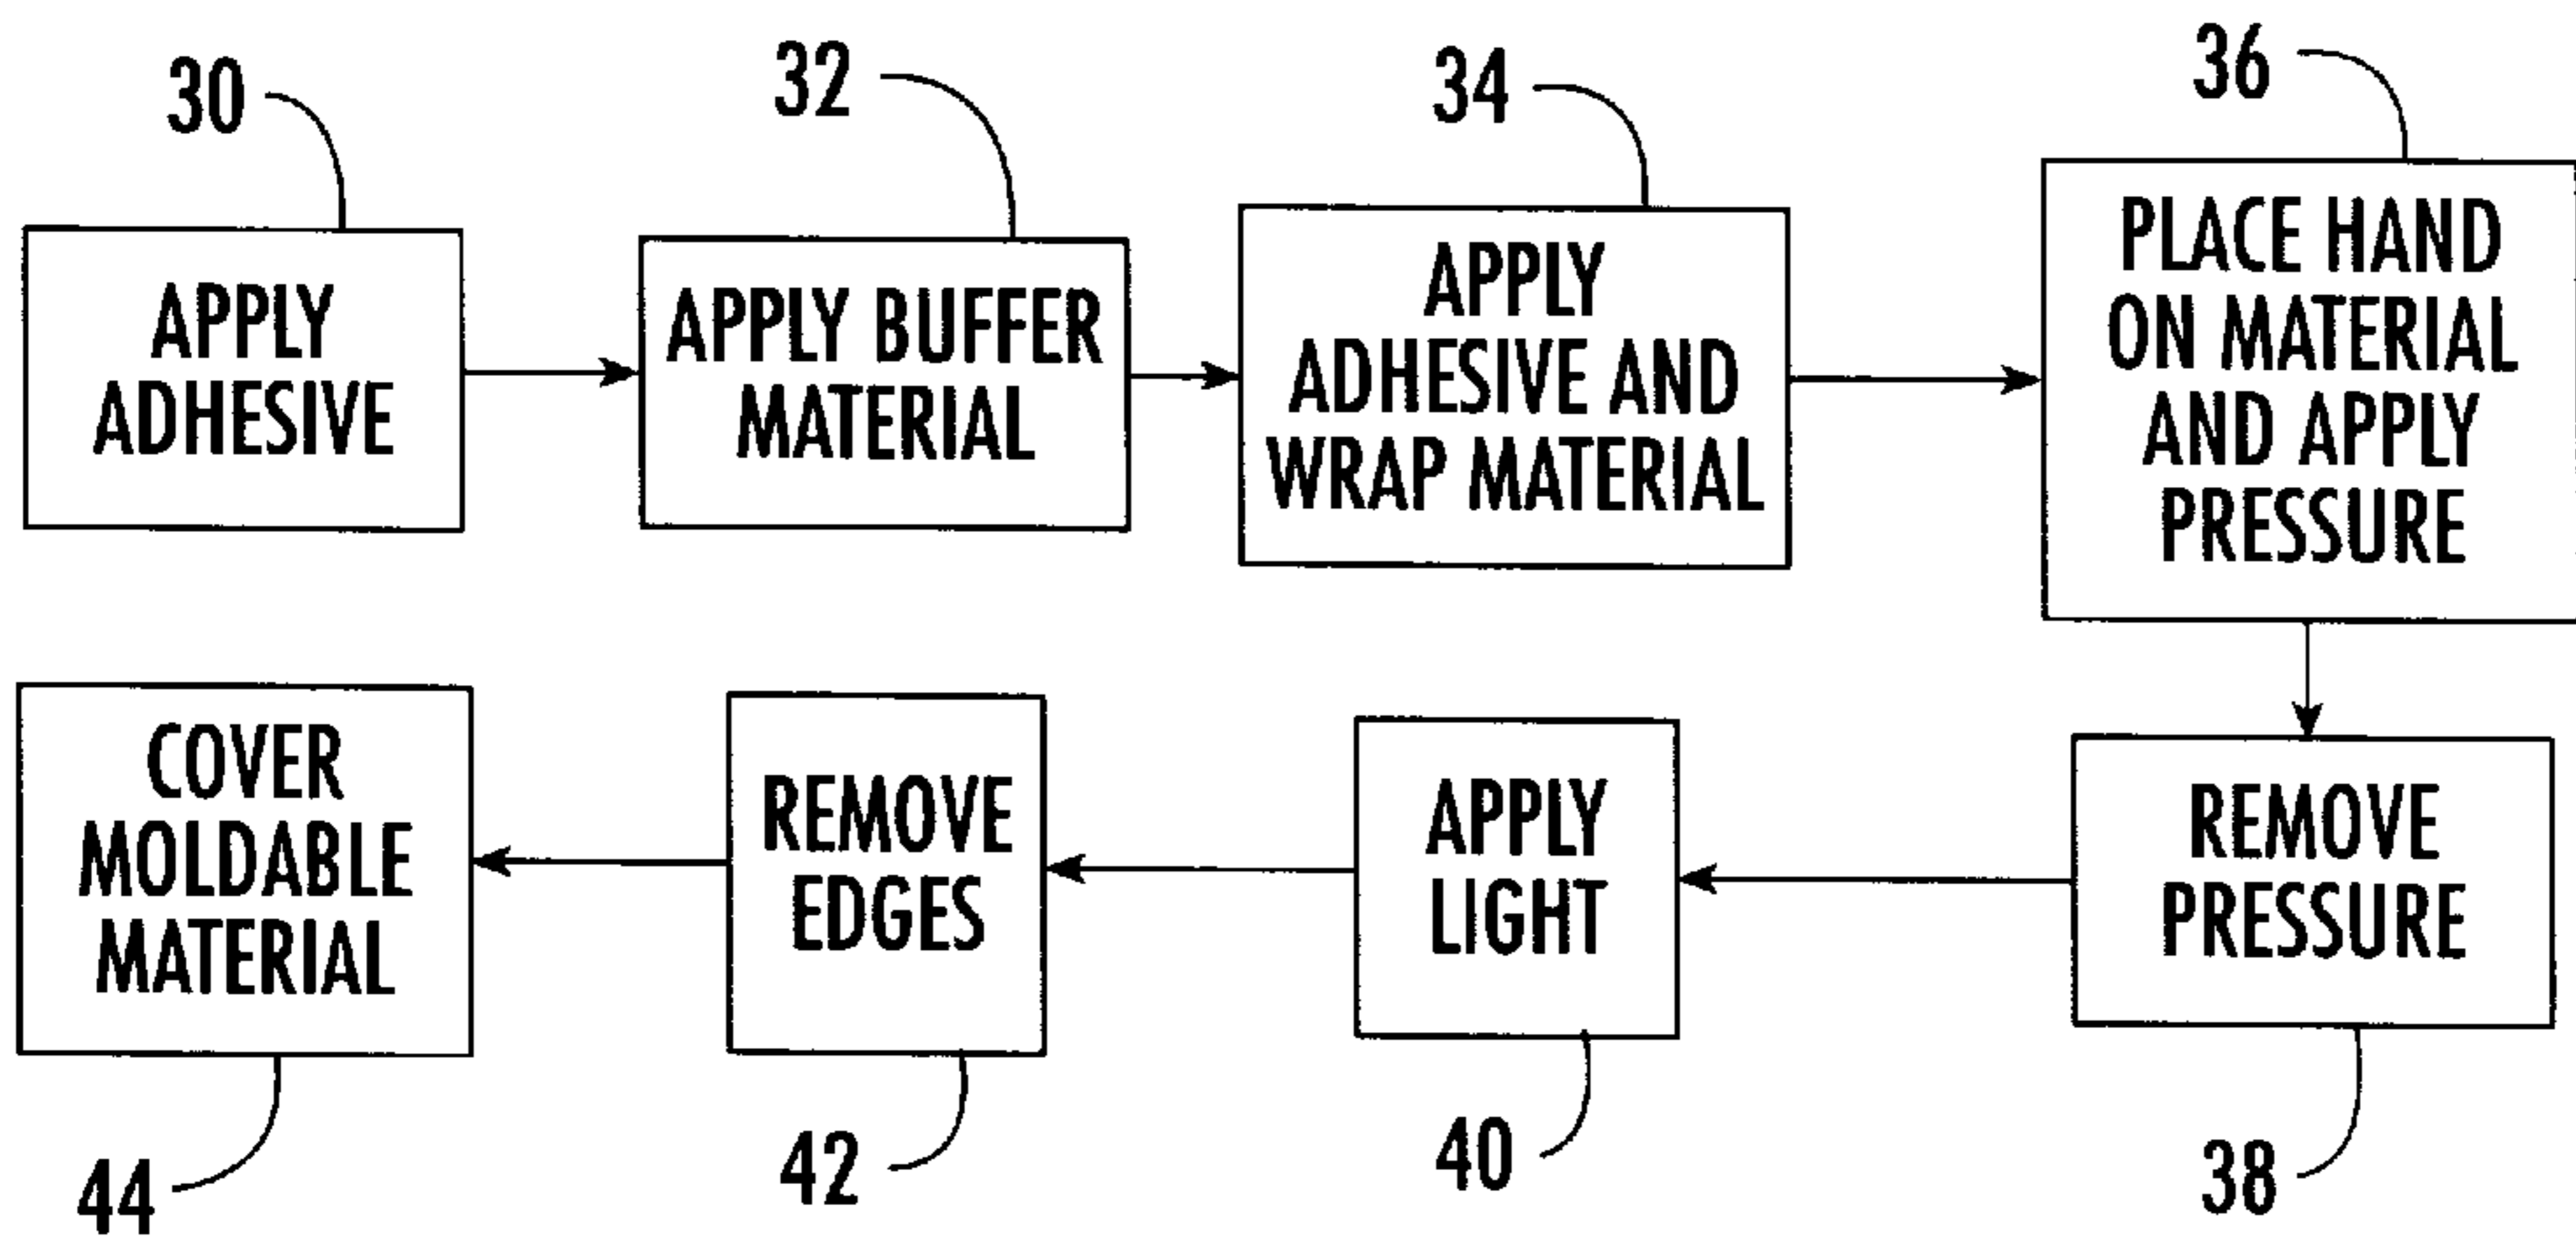 30
APPLY
ADHESIVE
32
APPLY BUFFER
MATERIAL
34
APPLY
ADHESIVE AND
WRAP MATERIAL
36
PLACE HAND
ON MATERIAL
AND APPLY
PRESSURE
REMOVE
PRESSURE
38
APPLY
LIGHT
40
REMOVE
EDGES
42
COVER
MOLDABLE
MATERIAL
44